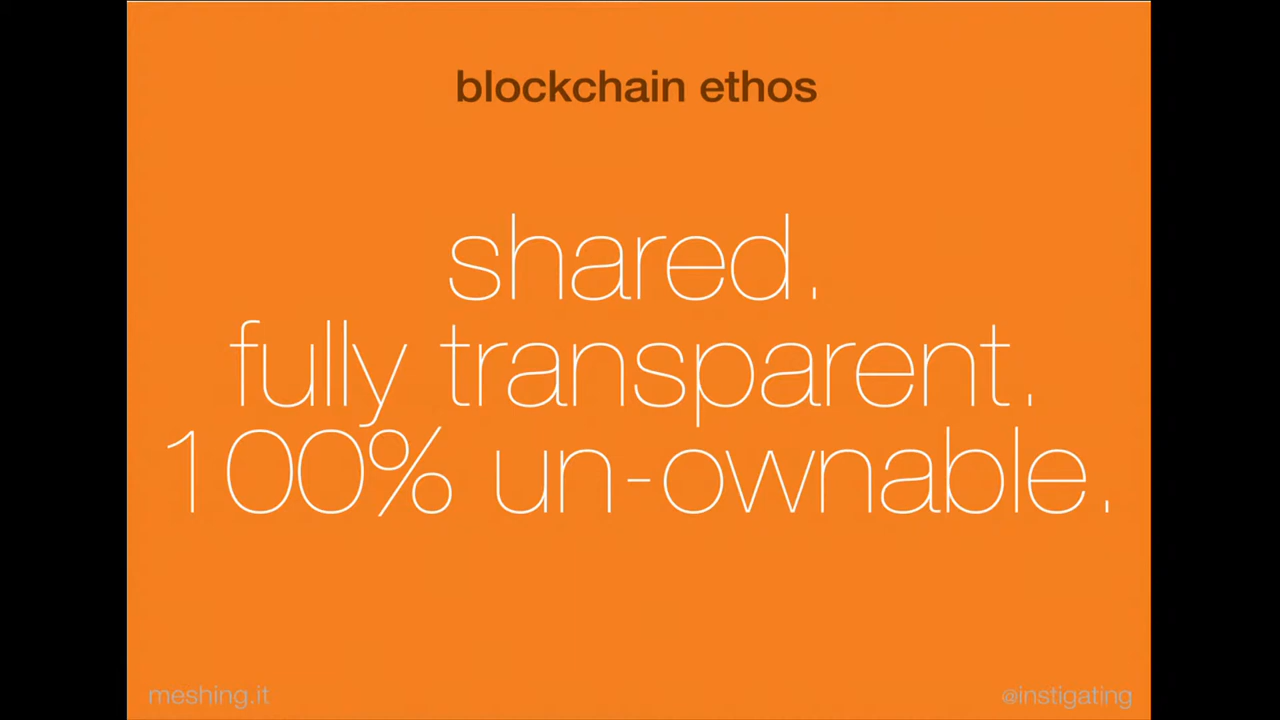 blockchain ethos
shared.
fully transparent.
100% un-ownable.
meshing.it
@instigating